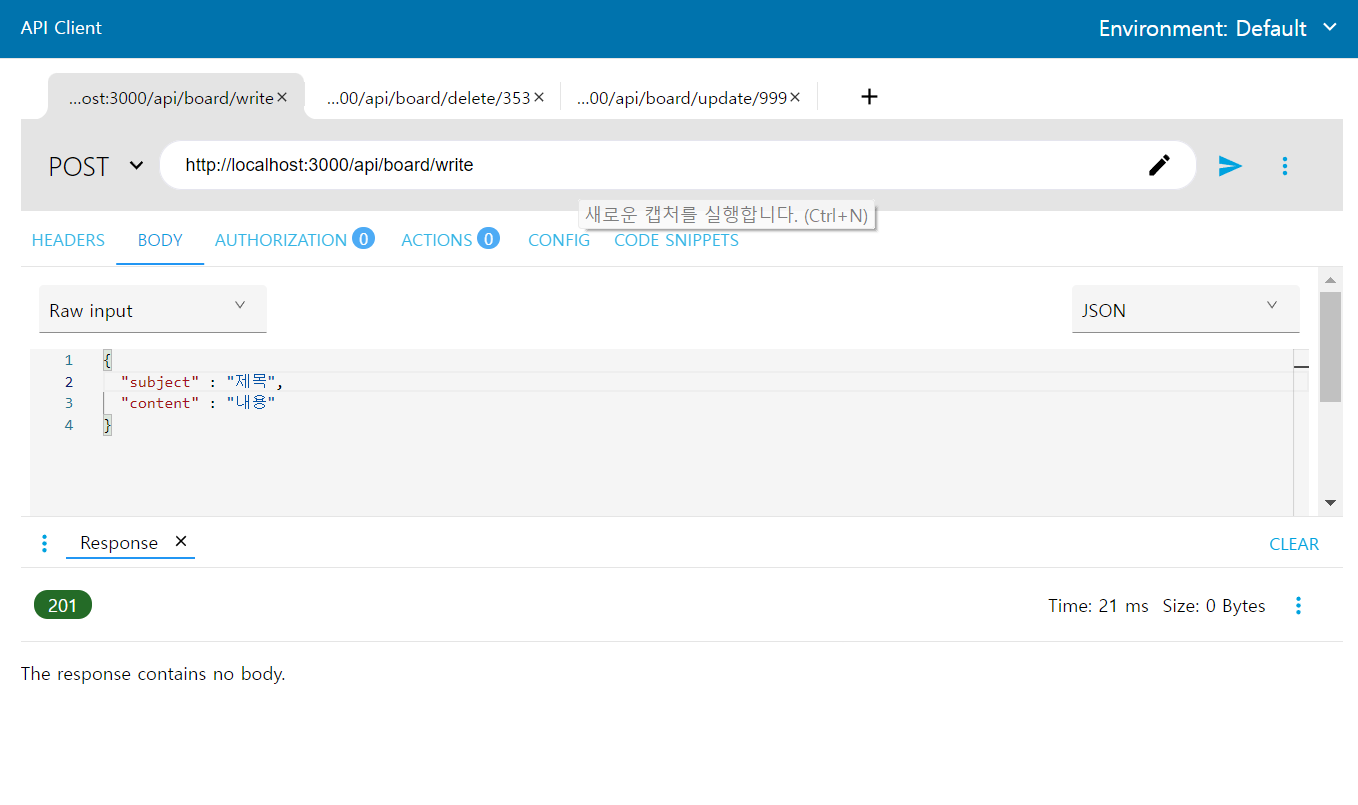 API Client
Environment: Default
...ost:3000/api/board/write
...00/api/board/delete/353
...00/api/board/update/999
POST
http://localhost:3000/api/board/write
새로운 캡처를 실행합니다. (Ctrl+N)
HEADERS BODY AUTHORIZATION 0 ACTIONS 0 CONFIG CODE SNIPPETS
Raw input
JSON
1 {
2 "subject" : "제목",
3 "content" : "내용"
4 }
Response
CLEAR
201
Time: 21 ms Size: 0 Bytes
The response contains no body.